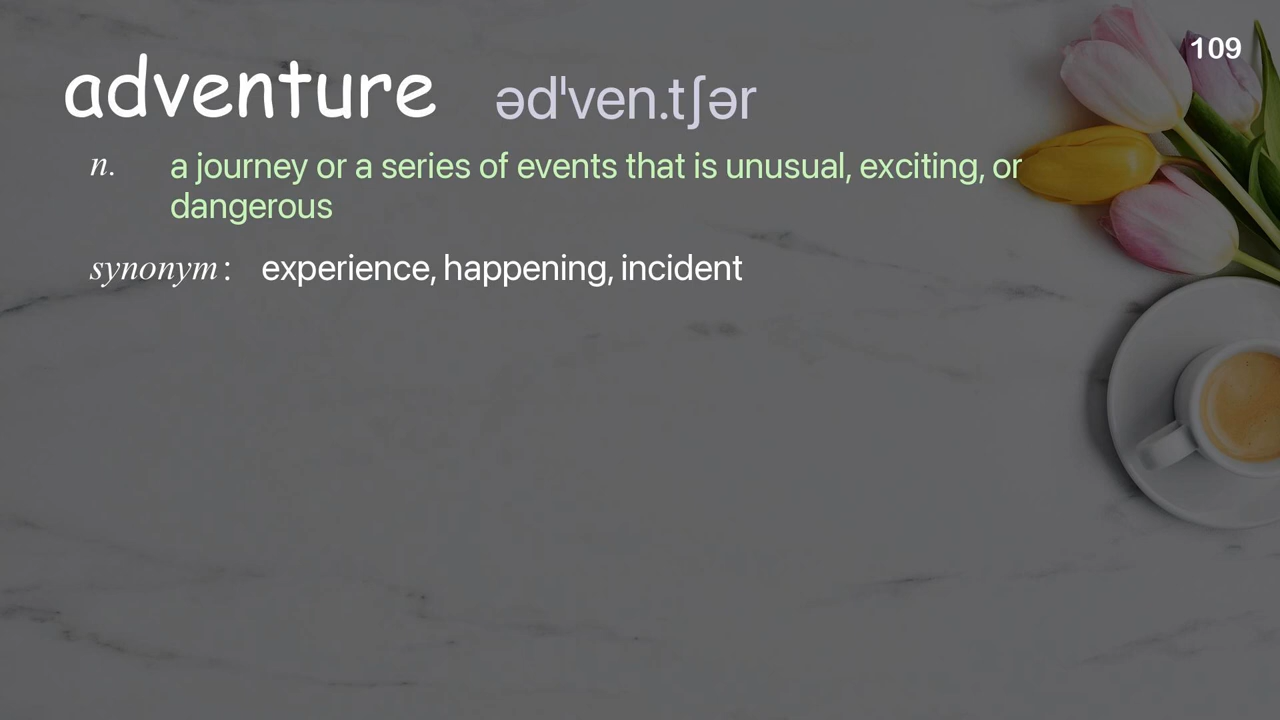 109
adventure ədˈven.tʃər
n. a journey or a series of events that is unusual, exciting, or
dangerous
synonym: experience, happening, incident